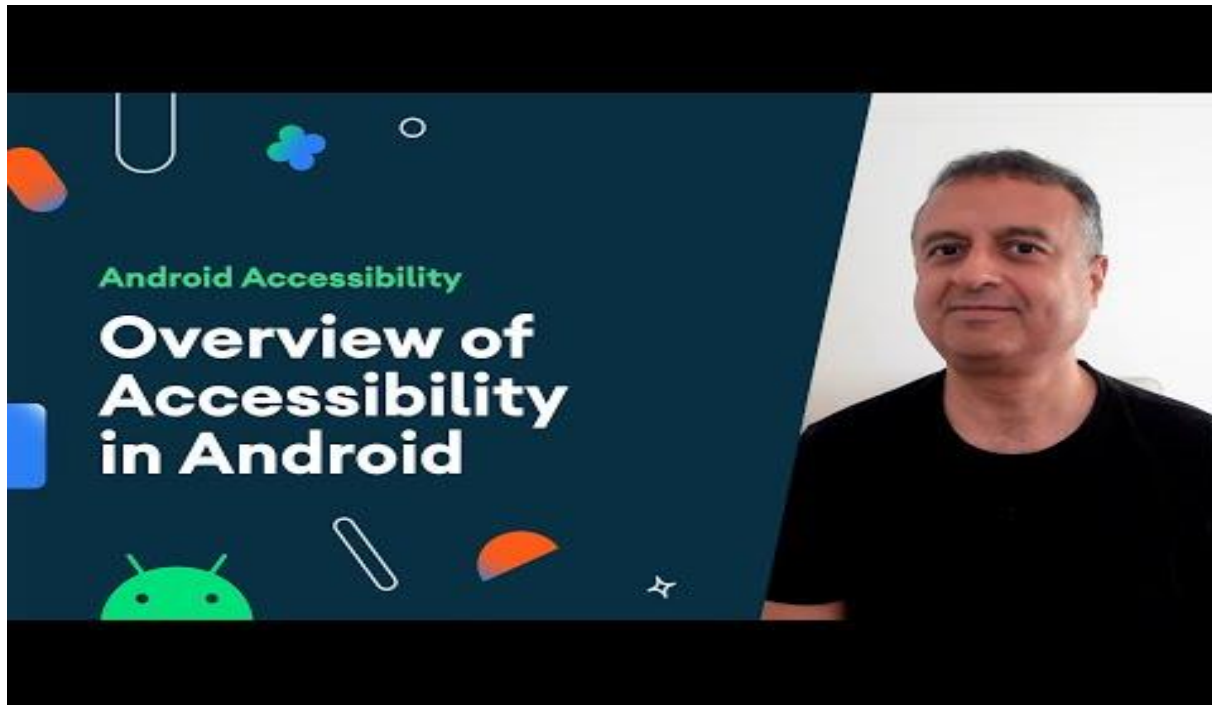 Android Accessibility
Overview of
Accessibility
in Android